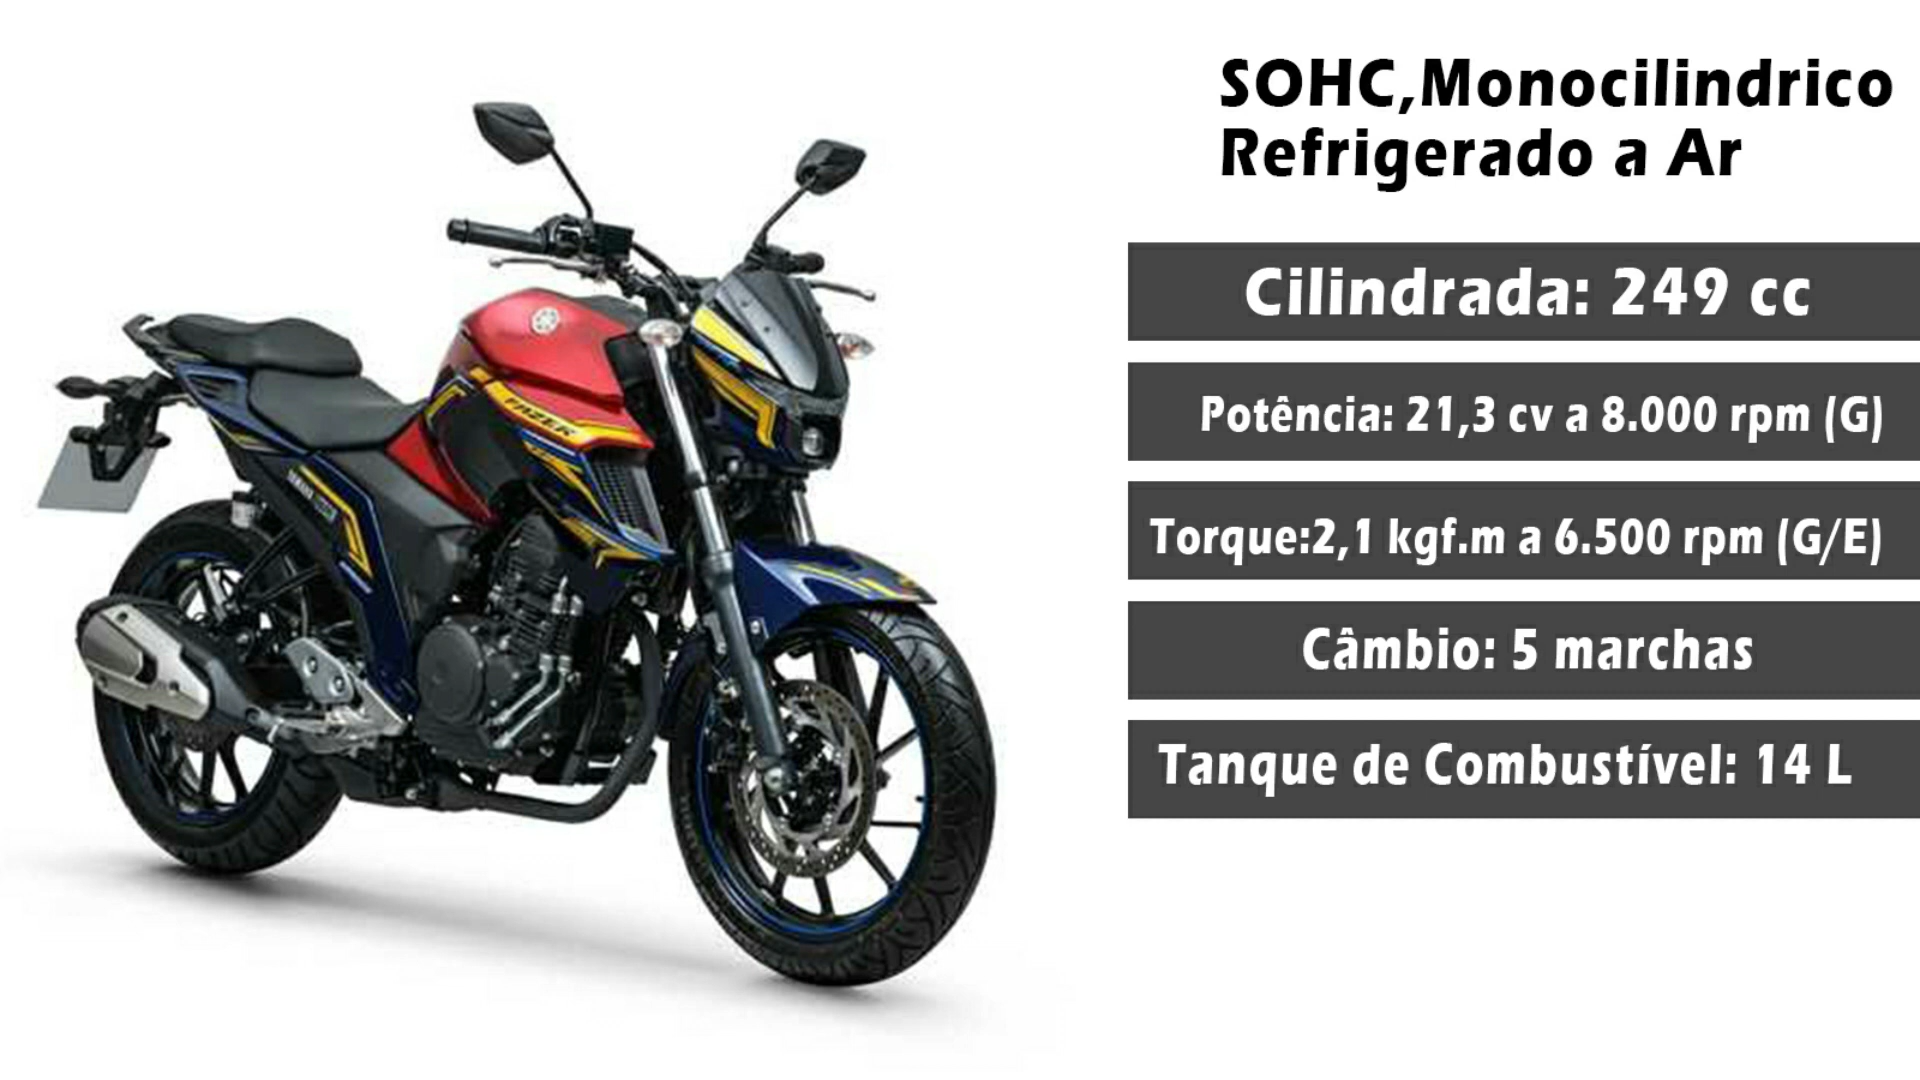 SOHC,Monocilindrico
Refrigerado a Ar
Cilindrada: 249 cc
Potência: 21,3 cv a 8.000 rpm (G)
Torque:2,1 kgf.m a 6.500 rpm (G/E)
Câmbio: 5 marchas
Tanque de Combustível: 14 L
FAZER